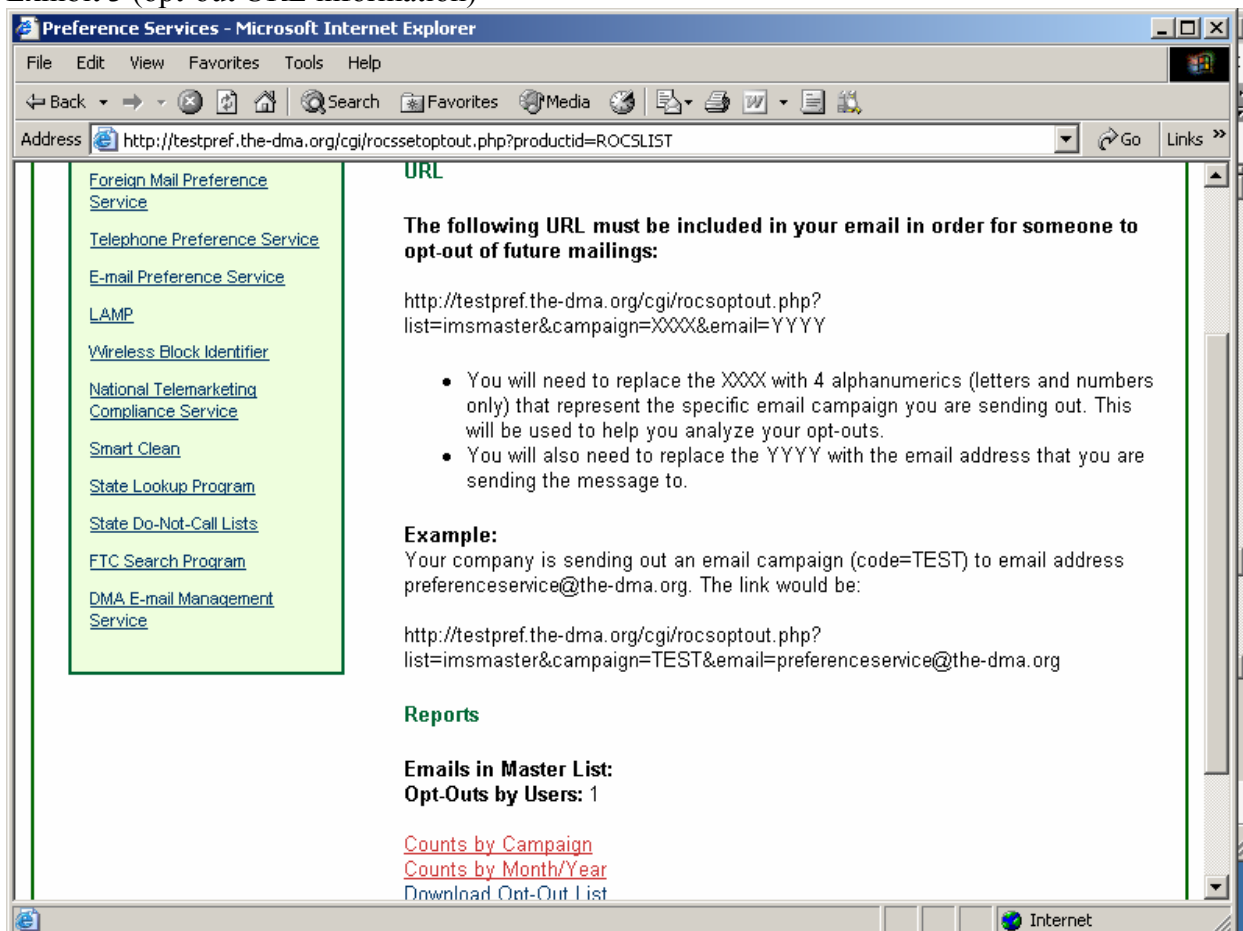 Preference Services - Microsoft Internet Explorer
File Edit View Favorites Tools Help
Back Search Favorites Media
Address http://testpref.the-dma.org/cgi/rocssetoptout.php?productid=ROCSLIST Go Links »
Foreign Mail Preference
Service
Telephone Preference Service
E-mail Preference Service
LAMP
Wireless Block Identifier
National Telemarketing
Compliance Service
Smart Clean
State Lookup Program
State Do-Not-Call Lists
FTC Search Program
DMA E-mail Management
Service
URL
The following URL must be included in your email in order for someone to
opt-out of future mailings:
http://testpref.the-dma.org/cgi/rocsoptout.php?
list=imsmaster&campaign=XXXX&email=YYYY
• You will need to replace the XXXX with 4 alphanumerics (letters and numbers
only) that represent the specific email campaign you are sending out. This
will be used to help you analyze your opt-outs.
• You will also need to replace the YYYY with the email address that you are
sending the message to.
Example:
Your company is sending out an email campaign (code=TEST) to email address
preferenceservice@the-dma.org. The link would be:
http://testpref.the-dma.org/cgi/rocsoptout.php?
list=imsmaster&campaign=TEST&email=preferenceservice@the-dma.org
Reports
Emails in Master List:
Opt-Outs by Users: 1
Counts by Campaign
Counts by Month/Year
Download Opt-Out List
Internet